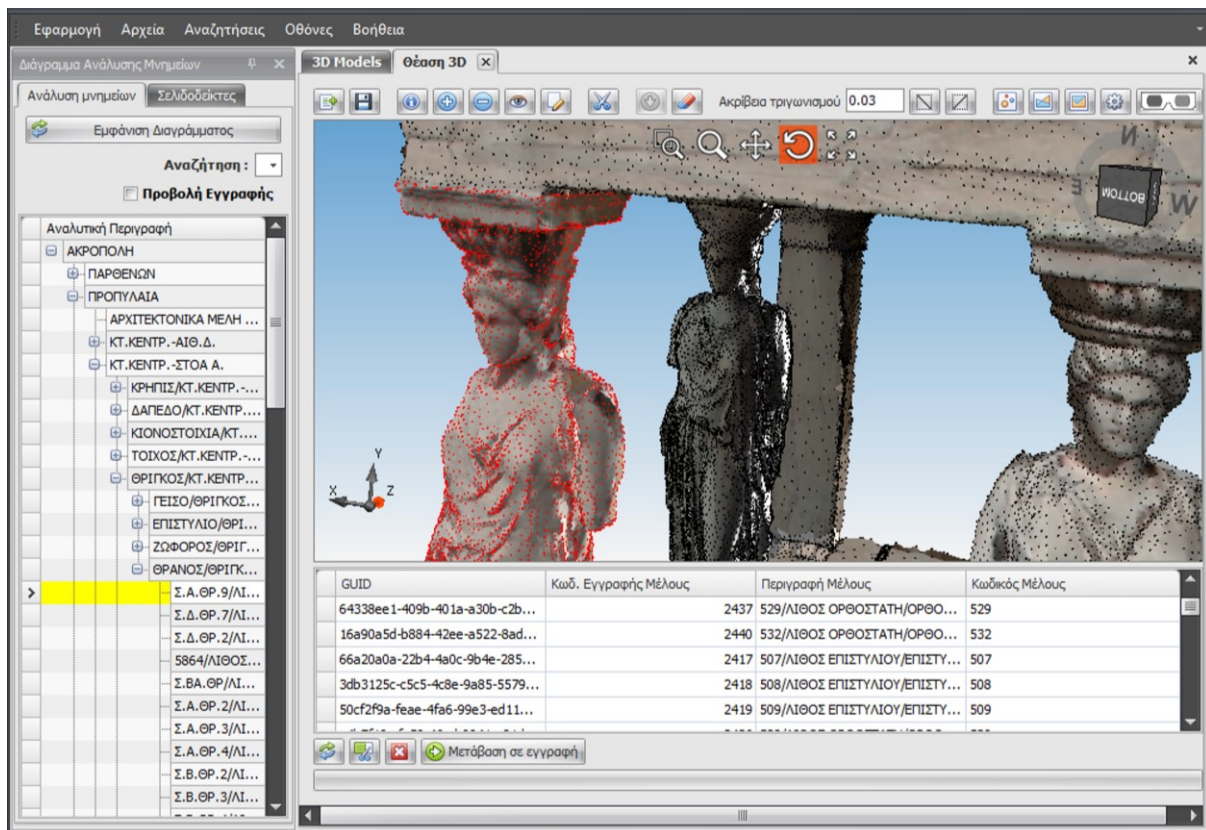 Εφαρμογή Αρχεία Αναζητήσεις Οθόνες Βοήθεια
Διάγραμμα Ανάλυσης Μνημείων
Ανάλυση μνημείων Σελιδοδείκτες
Εμφάνιση Διαγράμματος
Αναζήτηση :
Προβολή Εγγραφής
Αναλυτική Περιγραφή
ΑΚΡΟΠΟΛΗ
ΠΑΡΘΕΝΩΝ
ΠΡΟΠΥΛΑΙΑ
ΑΡΧΙΤΕΚΤΟΝΙΚΑ ΜΕΛΗ ...
ΚΤ.ΚΕΝΤΡ.-ΑΙΘ.Δ.
ΚΤ.ΚΕΝΤΡ.-ΣΤΟΑ Α.
ΚΡΗΠΙΣ/ΚΤ.ΚΕΝΤΡ.-...
ΔΑΠΕΔΟ/ΚΤ.ΚΕΝΤΡ....
ΚΙΟΝΟΣΤΟΙΧΙΑ/ΚΤ....
ΤΟΙΧΟΣ/ΚΤ.ΚΕΝΤΡ.-...
ΘΡΙΓΚΟΣ/ΚΤ.ΚΕΝΤΡ...
ΓΕΙΣΟ/ΘΡΙΓΚΟΣ...
ΕΠΙΣΤΥΛΙΟ/ΘΡΙ...
ΖΩΦΟΡΟΣ/ΘΡΙΓ...
ΘΡΑΝΟΣ/ΘΡΙΓΚ...
Σ.Α.ΘΡ.9/ΛΙ...
Σ.Δ.ΘΡ.7/ΛΙ...
Σ.Δ.ΘΡ.2/ΛΙ...
5864/ΛΙΘΟΣ...
Σ.ΒΑ.ΘΡ/ΛΙ...
Σ.Α.ΘΡ.2/ΛΙ...
Σ.Α.ΘΡ.3/ΛΙ...
Σ.Α.ΘΡ.4/ΛΙ...
Σ.Β.ΘΡ.2/ΛΙ...
Σ.Β.ΘΡ.3/ΛΙ...
3D Models Θέαση 3D
Ακρίβεια τριγωνισμού 0.03
N
E
W
S
BOTTOM
Y
X
Z
GUID Κωδ. Εγγραφής Μέλους Περιγραφή Μέλους Κωδικός Μέλους
64338ee1-409b-401a-a30b-c2b... 2437 529/ΛΙΘΟΣ ΟΡΘΟΣΤΑΤΗ/ΟΡΘΟ... 529
16a90a5d-b884-42ee-a522-8ad... 2440 532/ΛΙΘΟΣ ΟΡΘΟΣΤΑΤΗ/ΟΡΘΟ... 532
66a20a0a-22b4-4a0c-9b4e-285... 2417 507/ΛΙΘΟΣ ΕΠΙΣΤΥΛΙΟΥ/ΕΠΙΣΤΥ... 507
3db3125c-c5c5-4c8e-9a85-5579... 2418 508/ΛΙΘΟΣ ΕΠΙΣΤΥΛΙΟΥ/ΕΠΙΣΤΥ... 508
50cf2f9a-feae-4fa6-99e3-ed11... 2419 509/ΛΙΘΟΣ ΕΠΙΣΤΥΛΙΟΥ/ΕΠΙΣΤΥ... 509
Μετάβαση σε εγγραφή